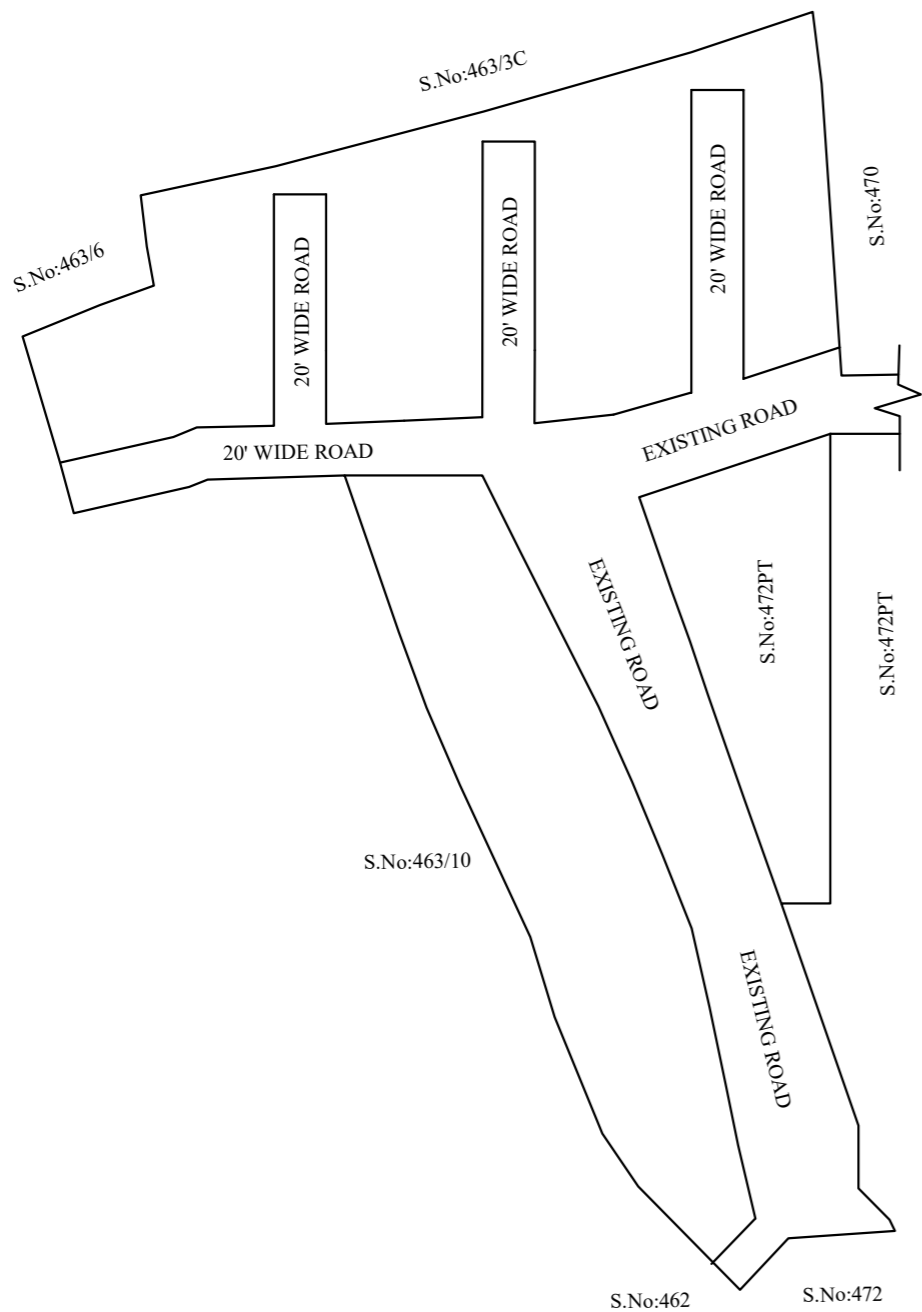 S.No:463/3C
S.No:463/6
S.No:470
20' WIDE ROAD
20' WIDE ROAD
20' WIDE ROAD
20' WIDE ROAD
EXISTING ROAD
EXISTING ROAD
S.No:472PT
S.No:472PT
S.No:463/10
EXISTING ROAD
S.No:462
S.No:472